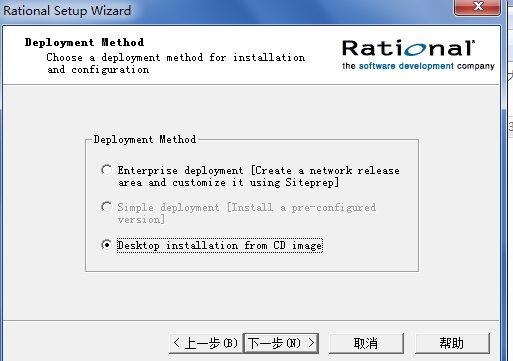 Rational Setup Wizard
Deployment Method
Choose a deployment method for installation
and configuration
Rational
the software development company
Deployment Method
Enterprise deployment [Create a network release
area and customize it using Siteprep]
Simple deployment [Install a pre-configured
version]
Desktop installation from CD image
< 上一步(B) 下一步(N) > 取消 帮助